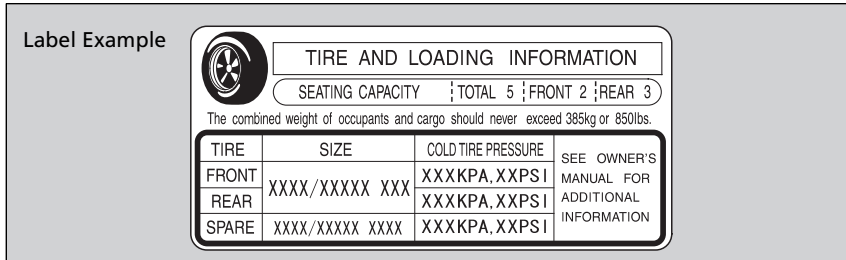 Label Example
TIRE AND LOADING INFORMATION
SEATING CAPACITY TOTAL 5 FRONT 2 REAR 3
The combined weight of occupants and cargo should never exceed 385kg or 850lbs.
TIRE SIZE COLD TIRE PRESSURE
FRONT XXXX/XXXXX XXX XXXKPA,XXPSI
REAR XXXKPA,XXPSI
SPARE XXXX/XXXXX XXXX XXXKPA,XXPSI
SEE OWNER'S
MANUAL FOR
ADDITIONAL
INFORMATION